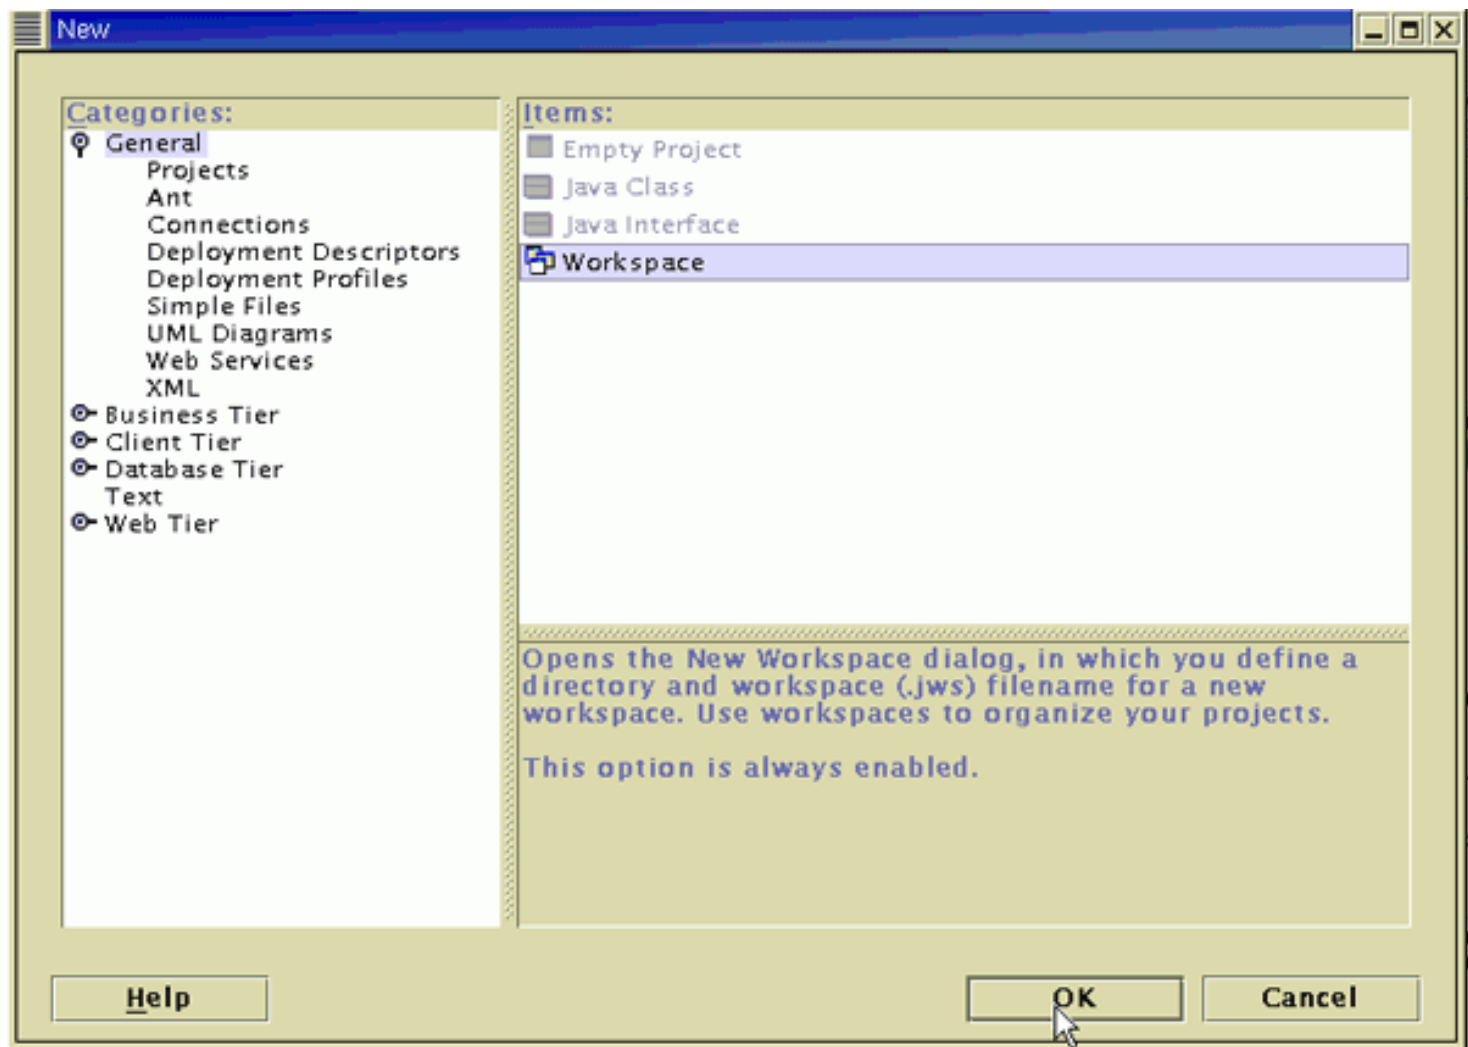 New
Categories:
General
Projects
Ant
Connections
Deployment Descriptors
Deployment Profiles
Simple Files
UML Diagrams
Web Services
XML
Business Tier
Client Tier
Database Tier
Text
Web Tier
Items:
Empty Project
Java Class
Java Interface
Workspace
Opens the New Workspace dialog, in which you define a
directory and workspace (.jws) filename for a new
workspace. Use workspaces to organize your projects.
This option is always enabled.
Help
OK
Cancel